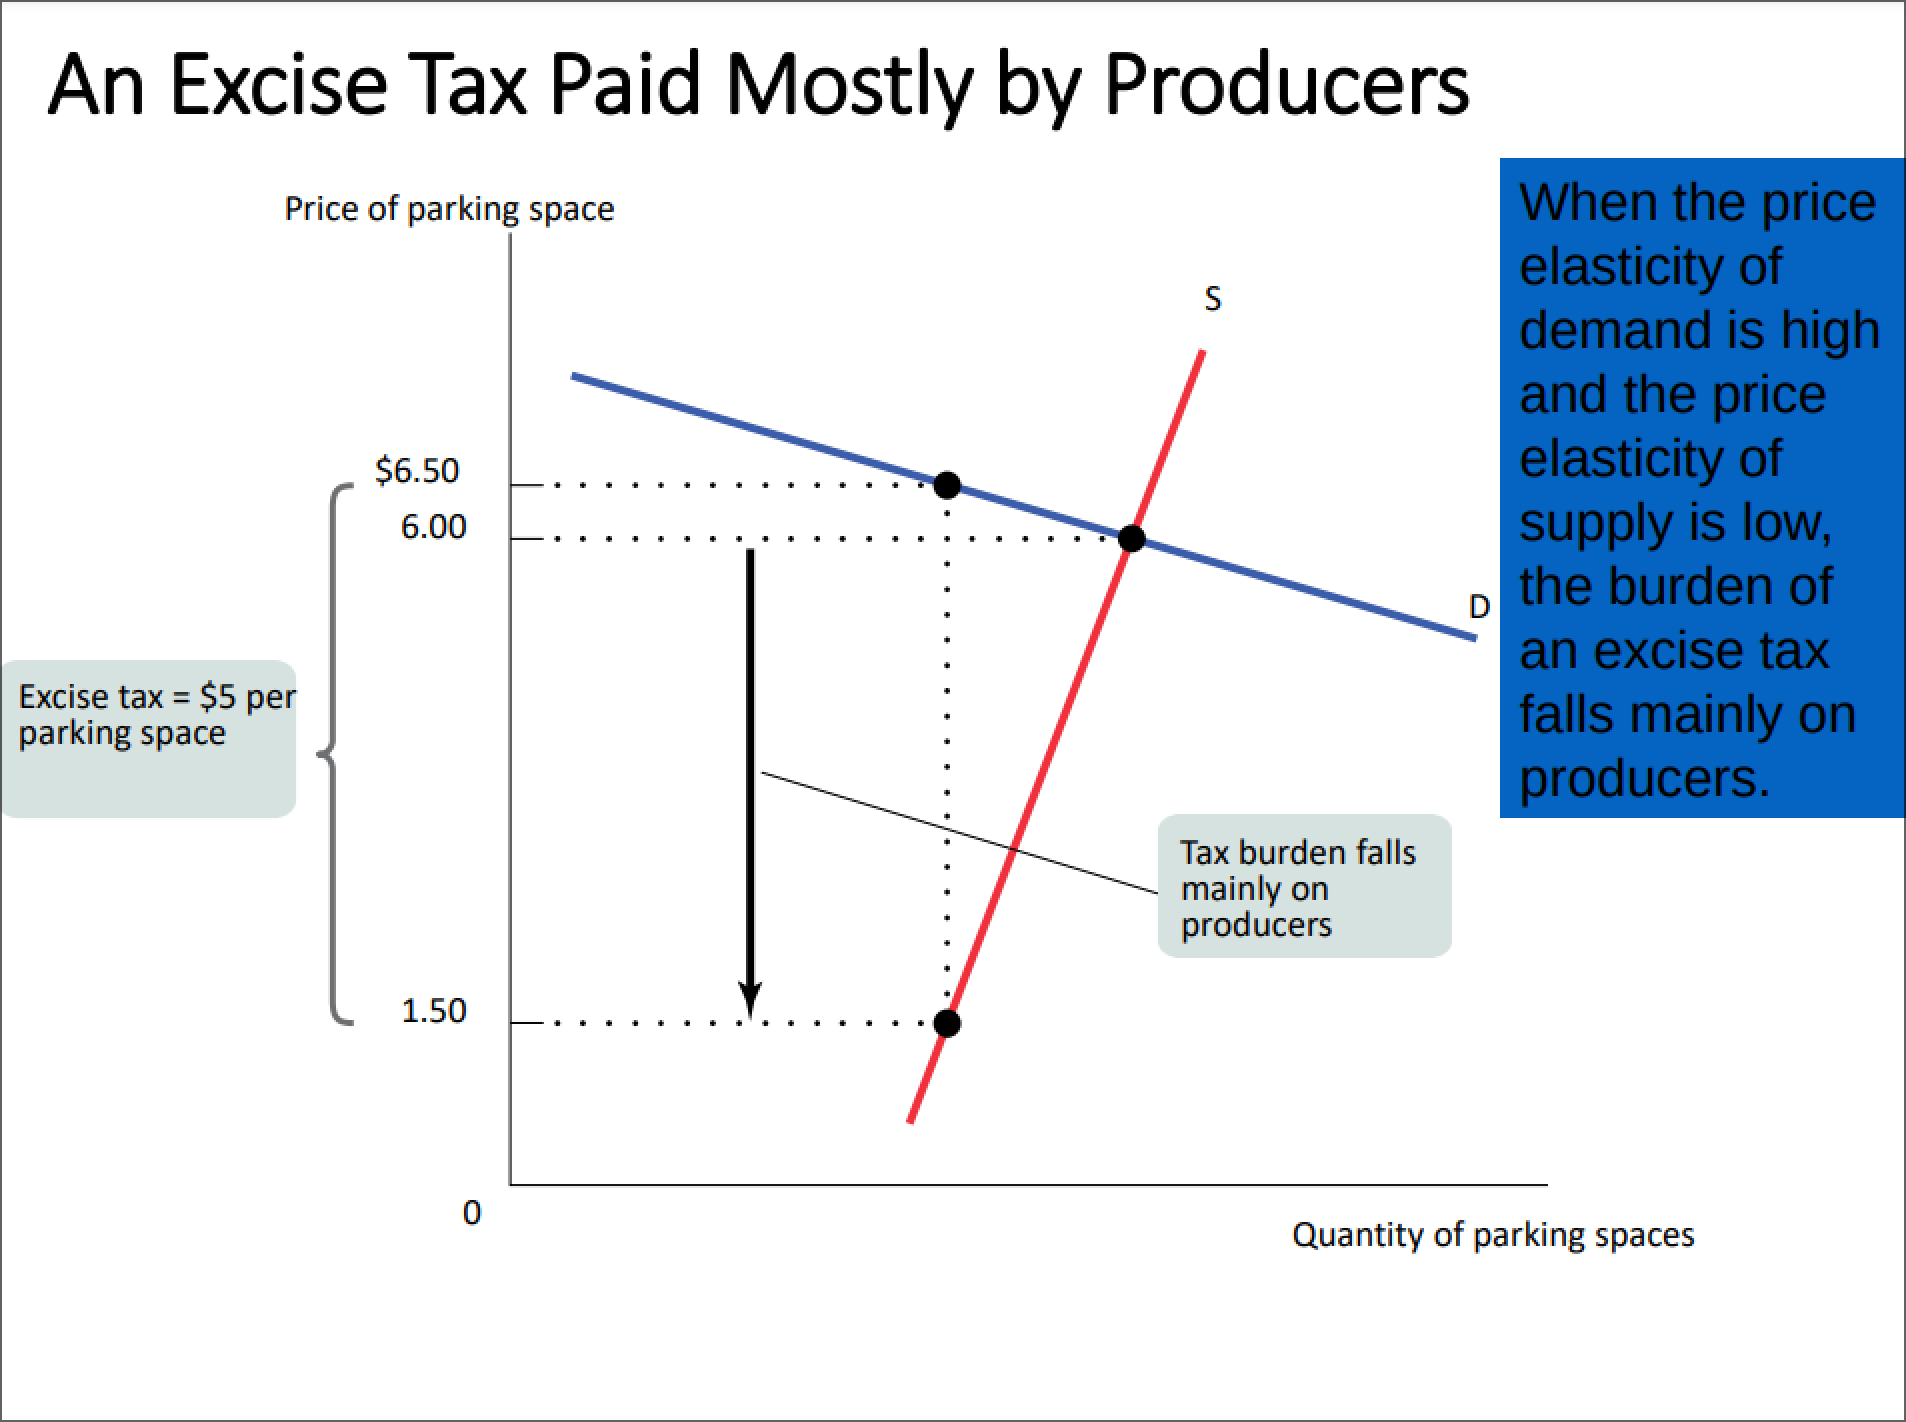 An Excise Tax Paid Mostly by Producers
Price of parking space
S
$6.50
6.00
D
Excise tax = $5 per
parking space
Tax burden falls
mainly on
producers
1.50
0
Quantity of parking spaces
When the price
elasticity of
demand is high
and the price
elasticity of
supply is low,
the burden of
an excise tax
falls mainly on
producers.